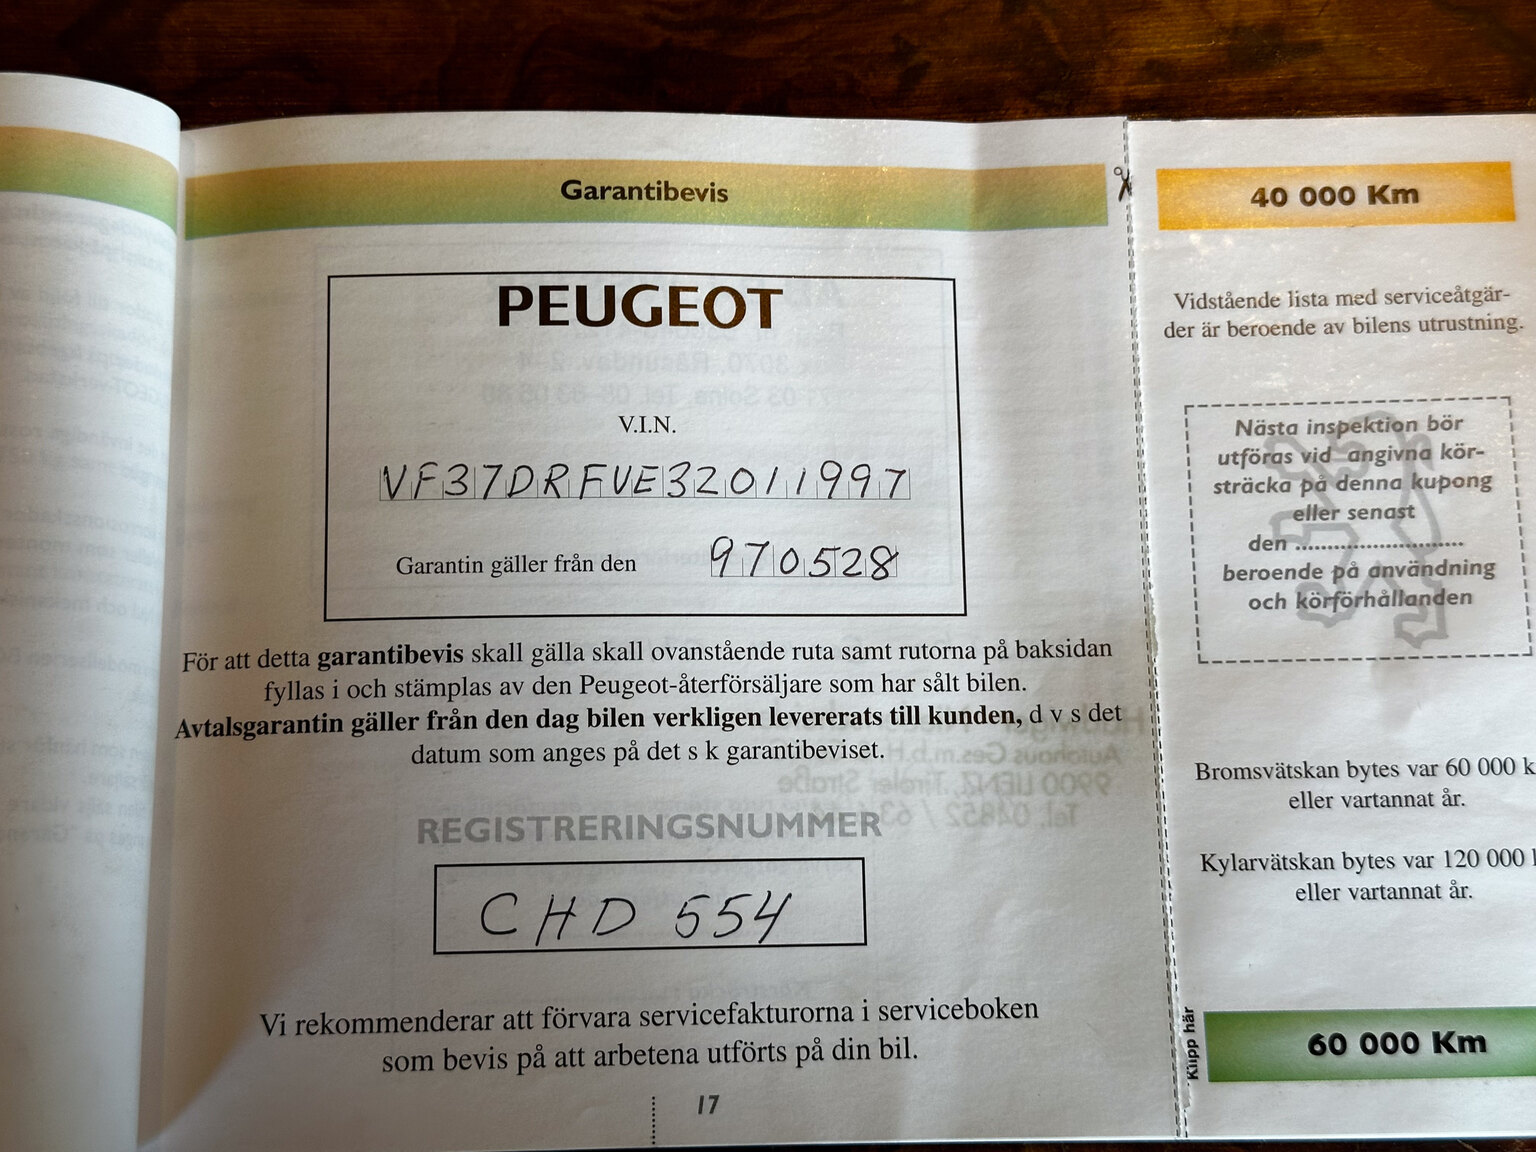 Garantibevis
PEUGEOT
V.I.N.
VF37DRFVE32011997
Garantin gäller från den 970528
För att detta garantibevis skall gälla skall ovanstående ruta samt rutorna på baksidan
fyllas i och stämplas av den Peugeot-återförsäljare som har sålt bilen.
Avtalsgarantin gäller från den dag bilen verkligen levererats till kunden, d v s det
datum som anges på det s k garantibeviset.
REGISTRERINGSNUMMER
CHD 554
Vi rekommenderar att förvara servicefakturorna i serviceboken
som bevis på att arbetena utförts på din bil.
17
40 000 Km
Vidstående lista med serviceåtgär-
der är beroende av bilens utrustning.
Nästa inspektion bör
utföras vid angivna kör-
sträcka på denna kupong
eller senast
den ............................
beroende på användning
och körförhållanden
Bromsvätskan bytes var 60 000 k
eller vartannat år.
Kylarvätskan bytes var 120 000
eller vartannat år.
Klipp här
60 000 Km